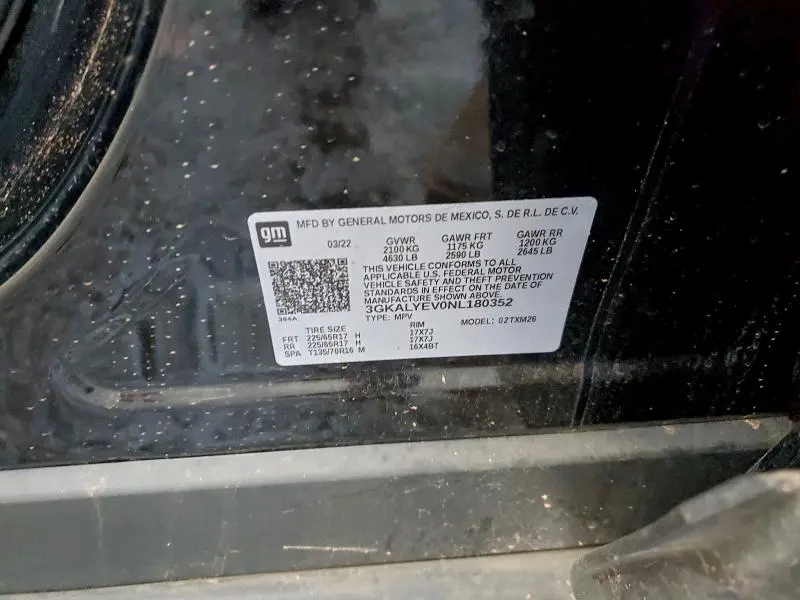 gm MFD BY GENERAL MOTORS DE MEXICO, S. DE R.L. DE C.V.
03/22 GVWR GAWR FRT GAWR RR
2100 KG 1175 KG 1200 KG
4630 LB 2590 LB 2645 LB
THIS VEHICLE CONFORMS TO ALL
APPLICABLE U.S. FEDERAL MOTOR
VEHICLE SAFETY AND THEFT PREVENTION
STANDARDS IN EFFECT ON THE DATE OF
MANUFACTURE SHOWN ABOVE.
3GKALYEV0NL180352
384A TYPE: MPV MODEL: 02TXM26
TIRE SIZE RIM
FRT 225/65R17 H 17X7J
RR 225/65R17 H 17X7J
SPA T135/70R16 M 16X4BT